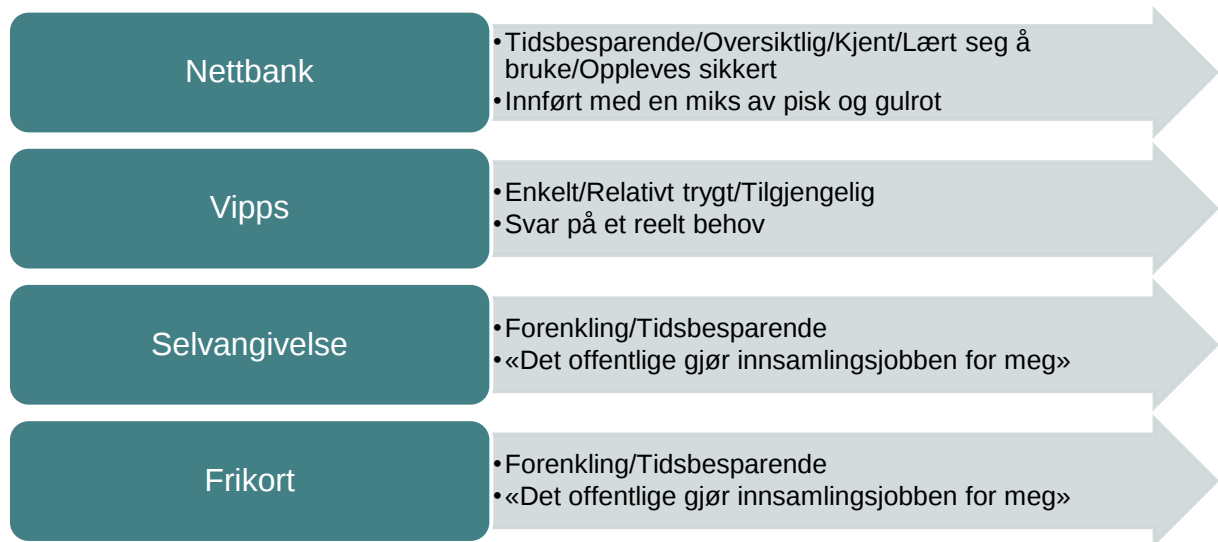 Nettbank
•Tidsbesparende/Oversiktlig/Kjent/Lært seg å
bruke/Oppleves sikkert
•Innført med en miks av pisk og gulrot
Vipps
•Enkelt/Relativt trygt/Tilgjengelig
•Svar på et reelt behov
Selvangivelse
•Forenkling/Tidsbesparende
•«Det offentlige gjør innsamlingsjobben for meg»
Frikort
•Forenkling/Tidsbesparende
•«Det offentlige gjør innsamlingsjobben for meg»